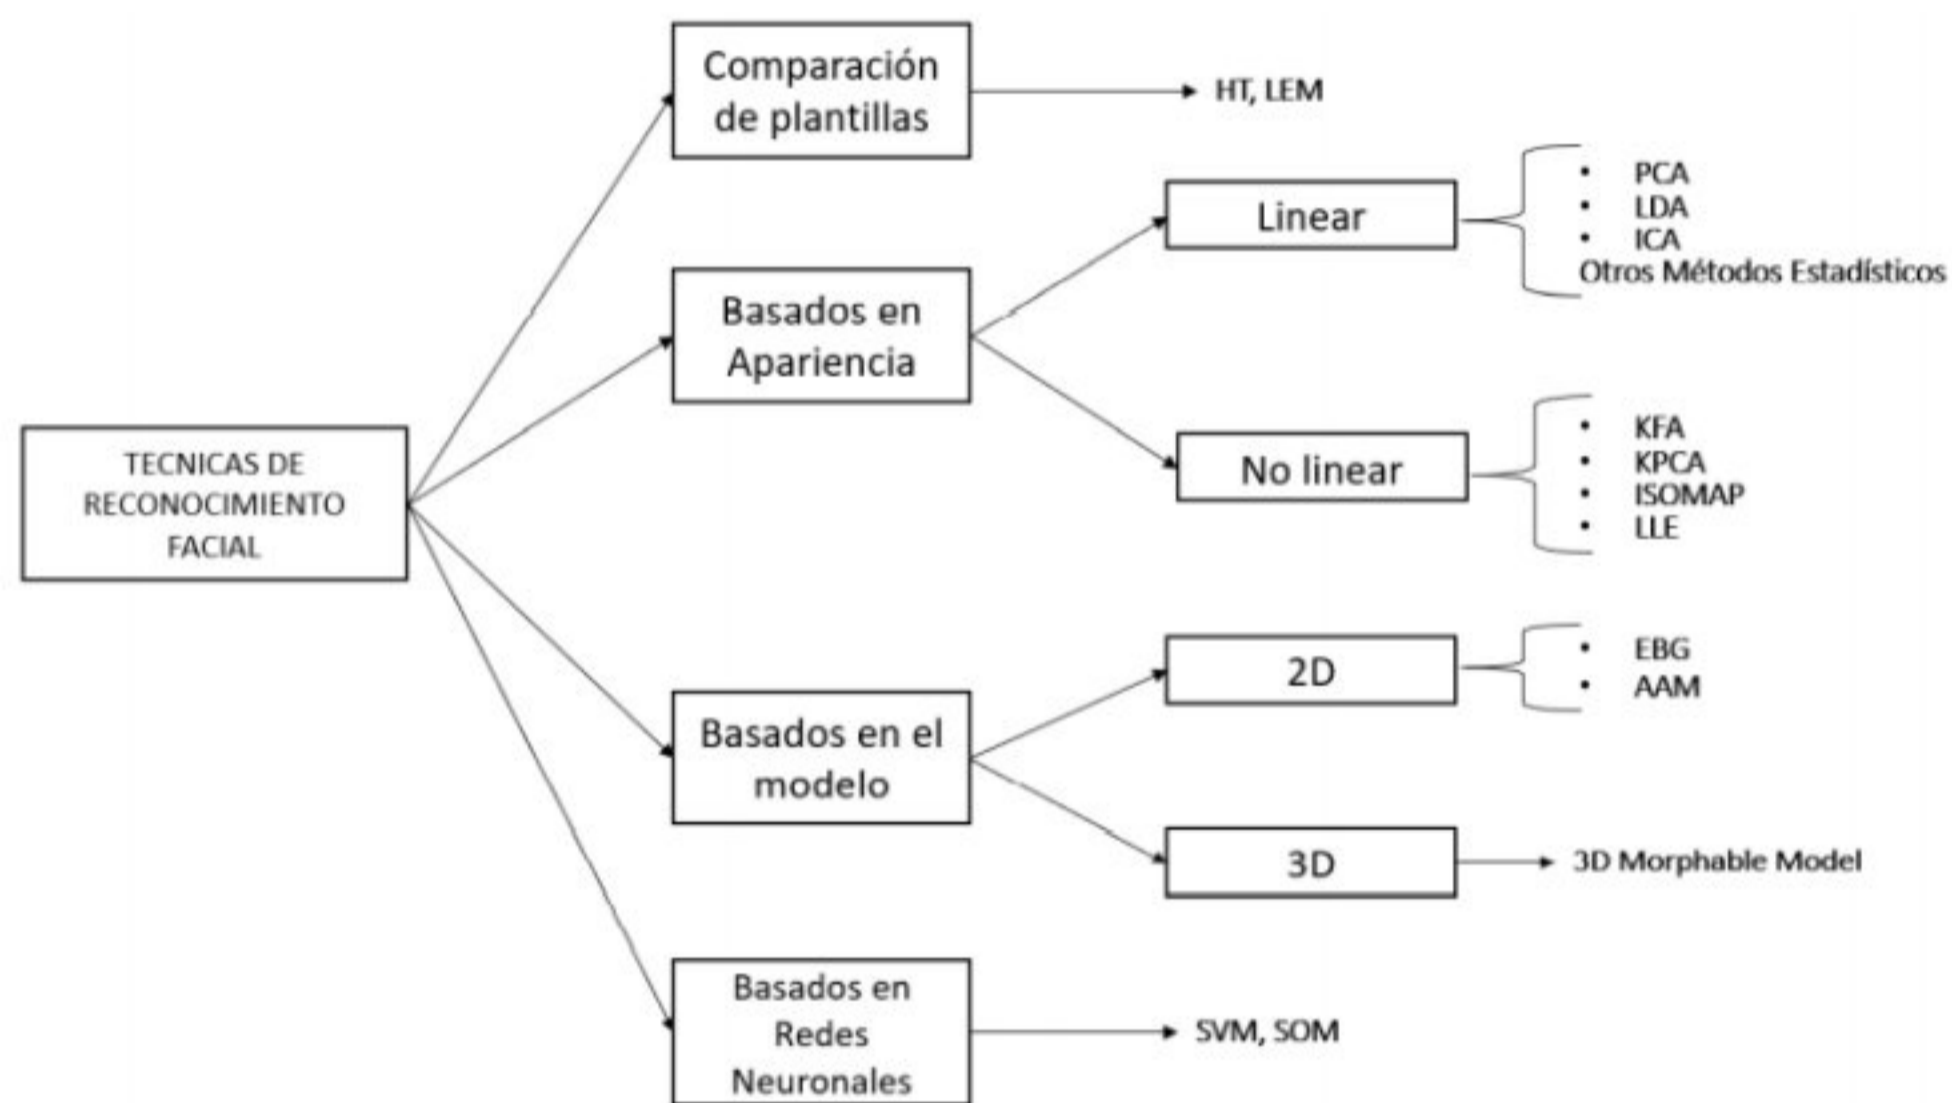 TECNICAS DE
RECONOCIMIENTO
FACIAL
Comparación
de plantillas
HT, LEM
Basados en
Apariencia
Linear
• PCA
• LDA
• ICA
Otros Métodos Estadísticos
No linear
• KFA
• KPCA
• ISOMAP
• LLE
Basados en el
modelo
2D
• EBG
• AAM
3D
3D Morphable Model
Basados en
Redes
Neuronales
SVM, SOM